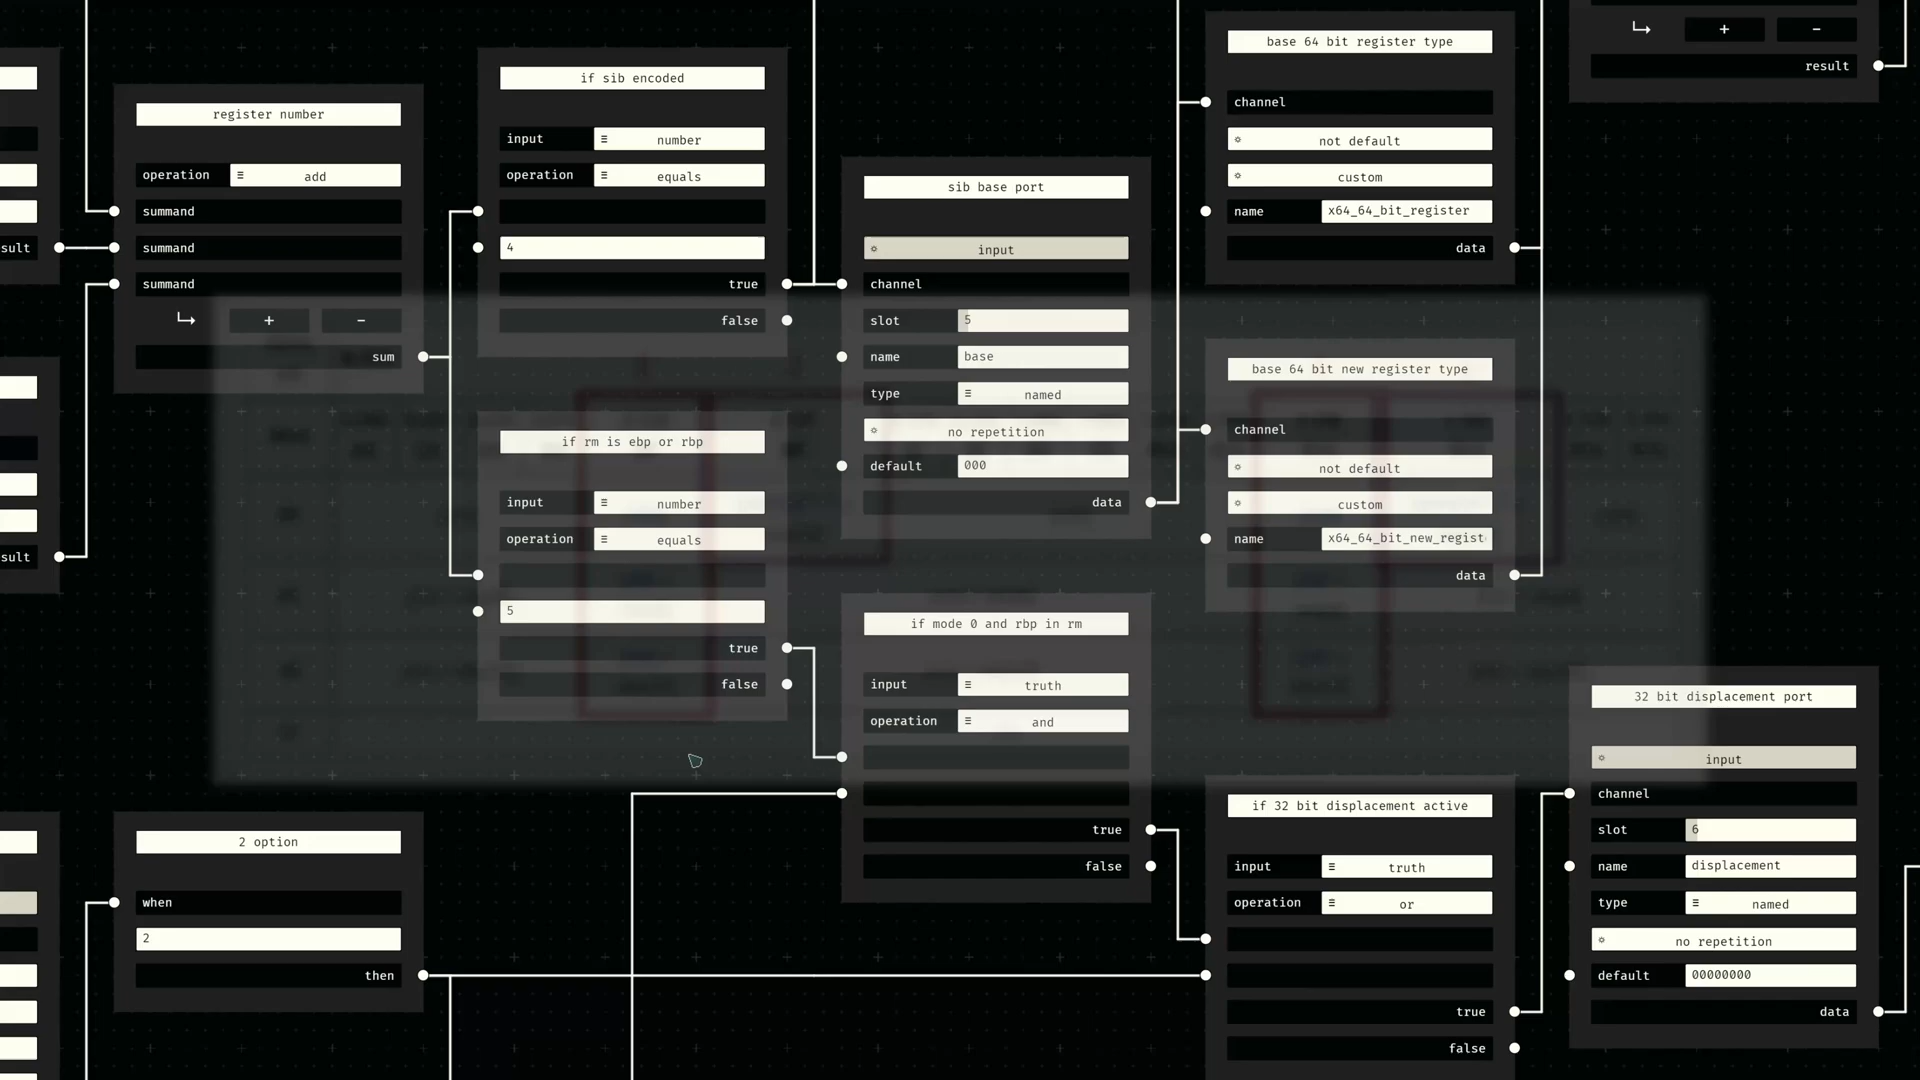 sult
sult
register number
operation
≡ add
summand
summand
summand
+ −
sum
2 option
when
2
then
if sib encoded
input
≡ number
operation
≡ equals
4
true
false
if rm is ebp or rbp
input
≡ number
operation
≡ equals
5
true
false
sib base port
input
channel
slot 5
name base
type ≡ named
no repetition
default 000
data
if mode 0 and rbp in rm
input ≡ truth
operation ≡ and
true
false
base 64 bit register type
channel
not default
custom
name x64_64_bit_register
data
base 64 bit new register type
channel
not default
custom
name x64_64_bit_new_regist
data
if 32 bit displacement active
input ≡ truth
operation ≡ or
true
false
+ −
result
32 bit displacement port
input
channel
slot 6
name displacement
type ≡ named
no repetition
default 00000000
data